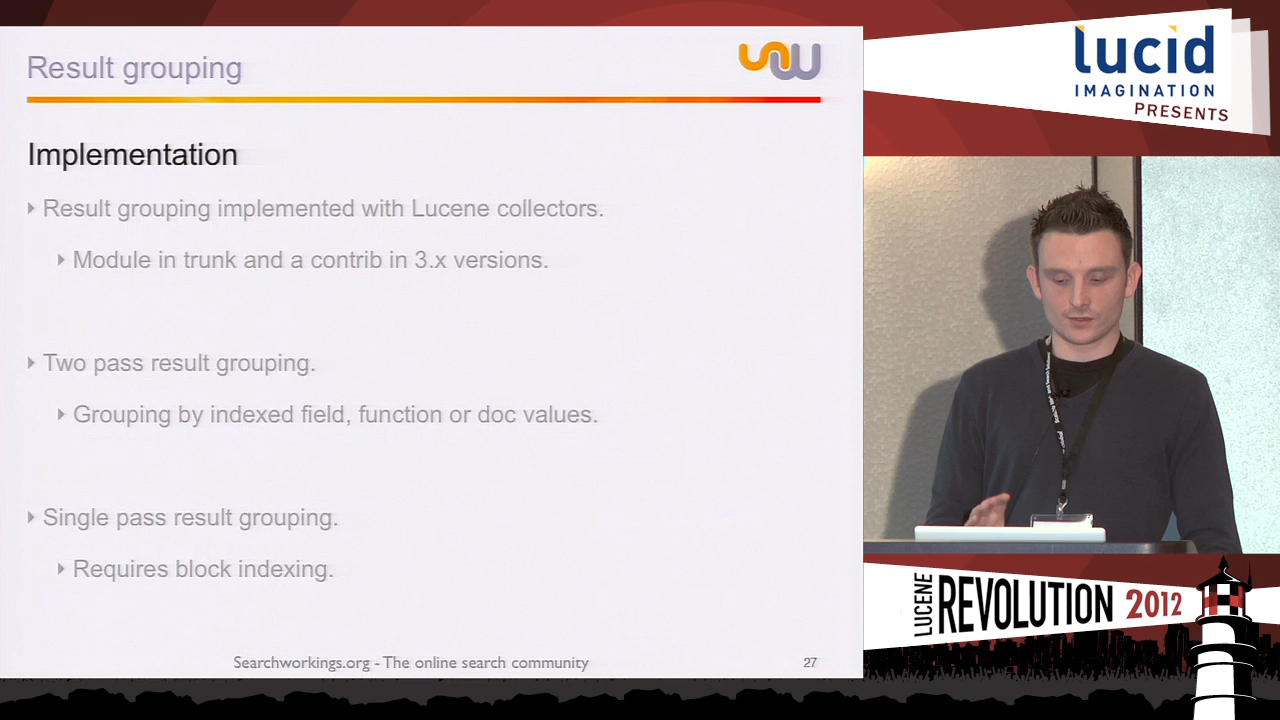 Result grouping
Implementation
Result grouping implemented with Lucene collectors.
Module in trunk and a contrib in 3.x versions.
Two pass result grouping.
Grouping by indexed field, function or doc values.
Single pass result grouping.
Requires block indexing.
Searchworkings.org - The online search community
27
lucid
IMAGINATION
PRESENTS
LUCENE
REVOLUTION 2012